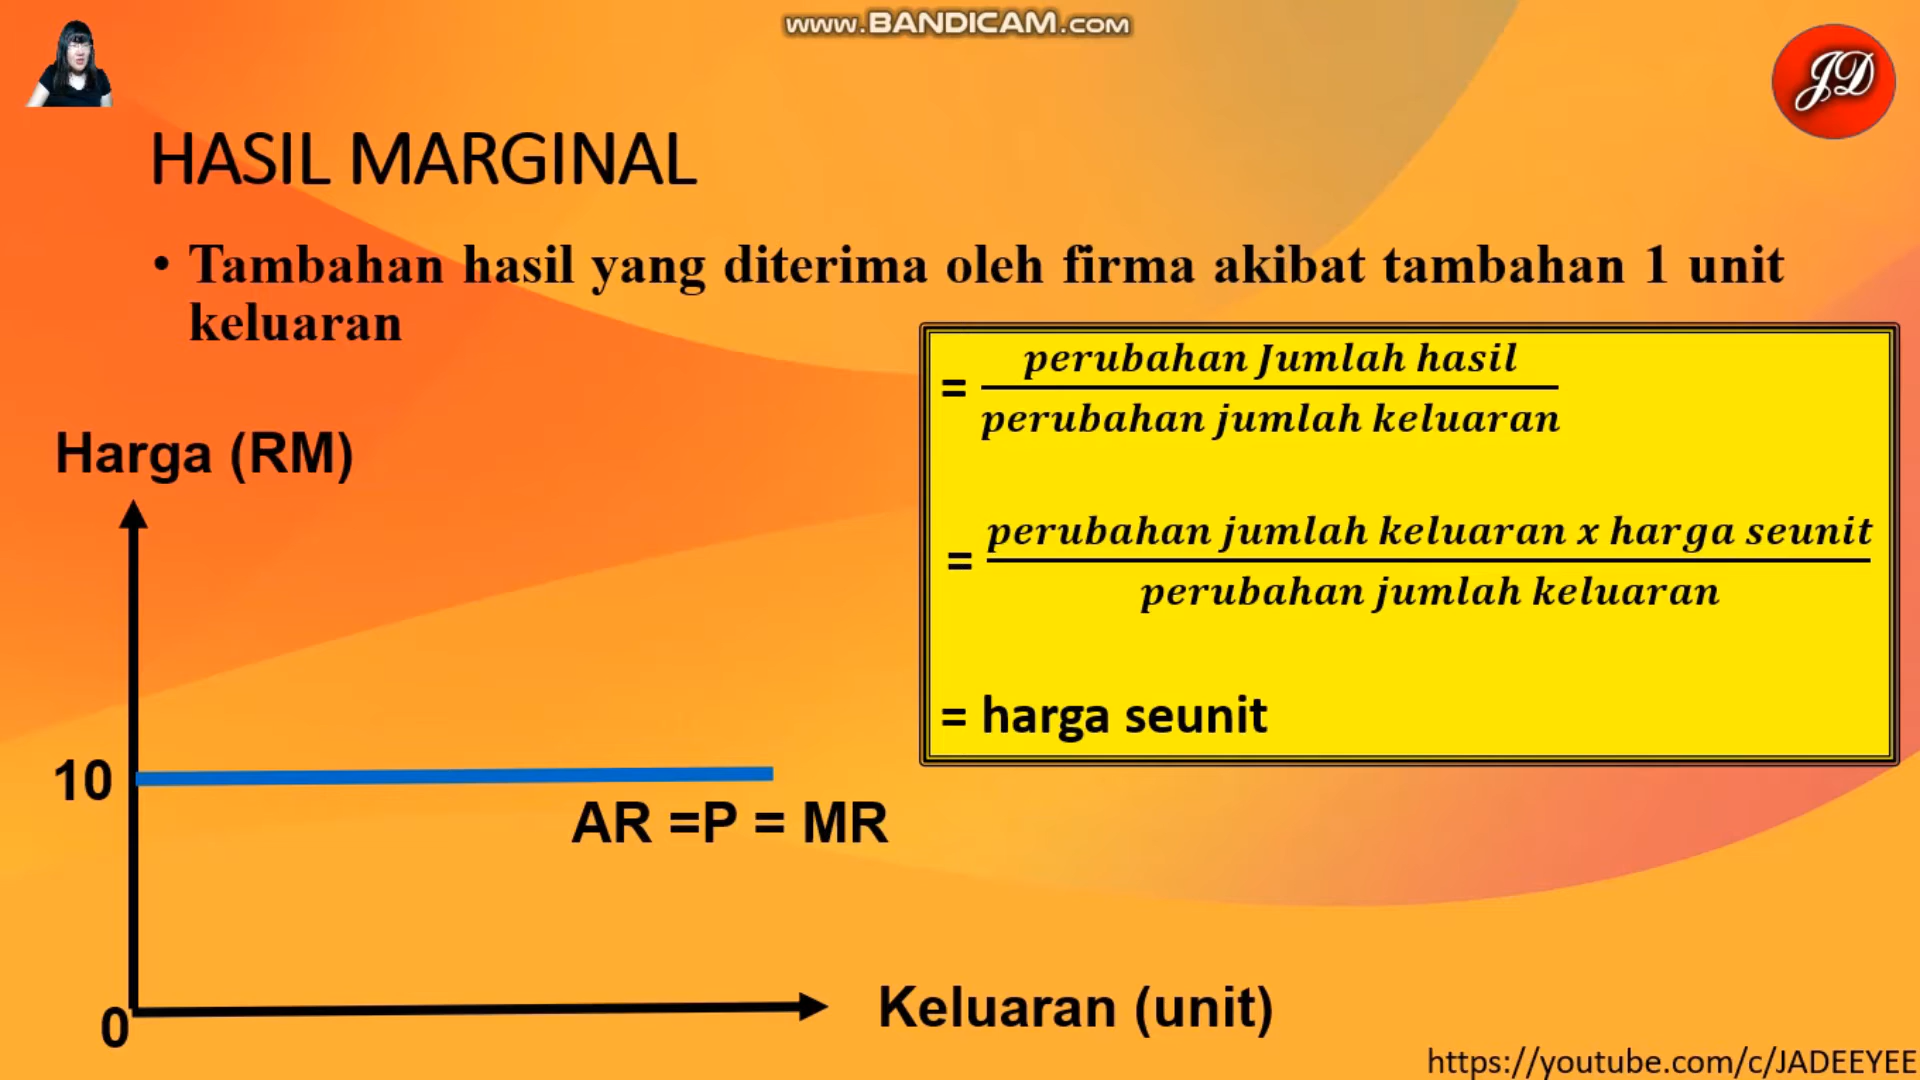 www.BANDICAM.com
JD
HASIL MARGINAL
• Tambahan hasil yang diterima oleh firma akibat tambahan 1 unit
keluaran
= perubahan Jumlah hasil
perubahan jumlah keluaran
= perubahan jumlah keluaran x harga seunit
perubahan jumlah keluaran
= harga seunit
Harga (RM)
10
AR =P = MR
0
Keluaran (unit)
https://youtube.com/c/JADEEYEE